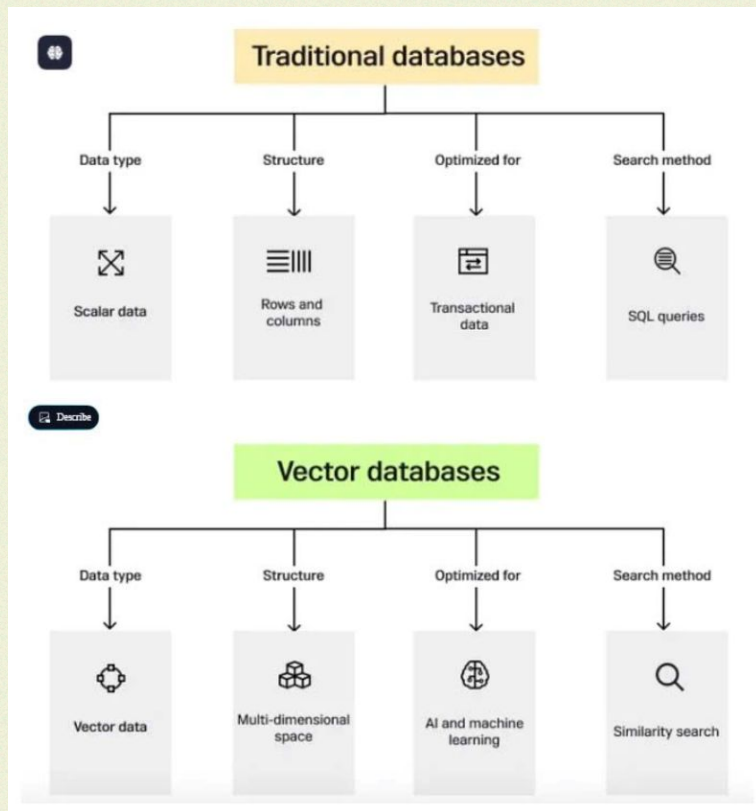 Traditional databases
Data type
Structure
Optimized for
Search method
Scalar data
Rows and
columns
Transactional
data
SQL queries
Describe
Vector databases
Data type
Structure
Optimized for
Search method
Vector data
Multi-dimensional
space
AI and machine
learning
Similarity search